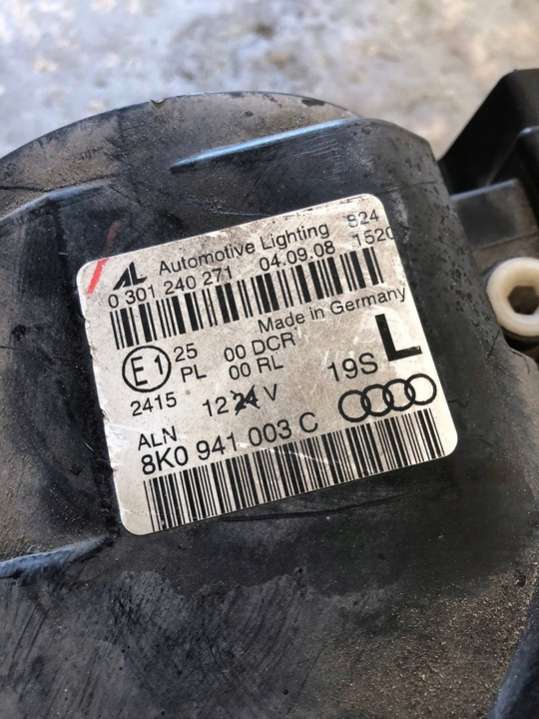 AL Automotive Lighting S24
0 301 240 271 04.09.08 1520
Made in Germany
E1 25 00 DCR L
PL 00 RL
2415 12 24 V 19S
ALN
8K0 941 003 C